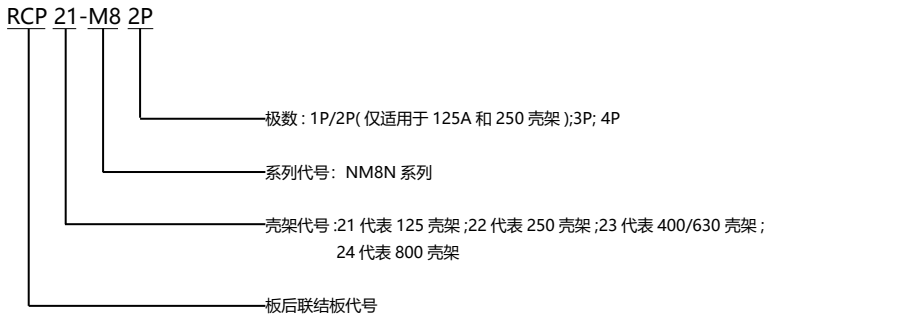 RCP 21-M8 2P
极数 : 1P/2P( 仅适用于 125A 和 250 壳架 );3P; 4P
系列代号：NM8N 系列
壳架代号 :21 代表 125 壳架 ;22 代表 250 壳架 ;23 代表 400/630 壳架 ;
24 代表 800 壳架
板后联结板代号